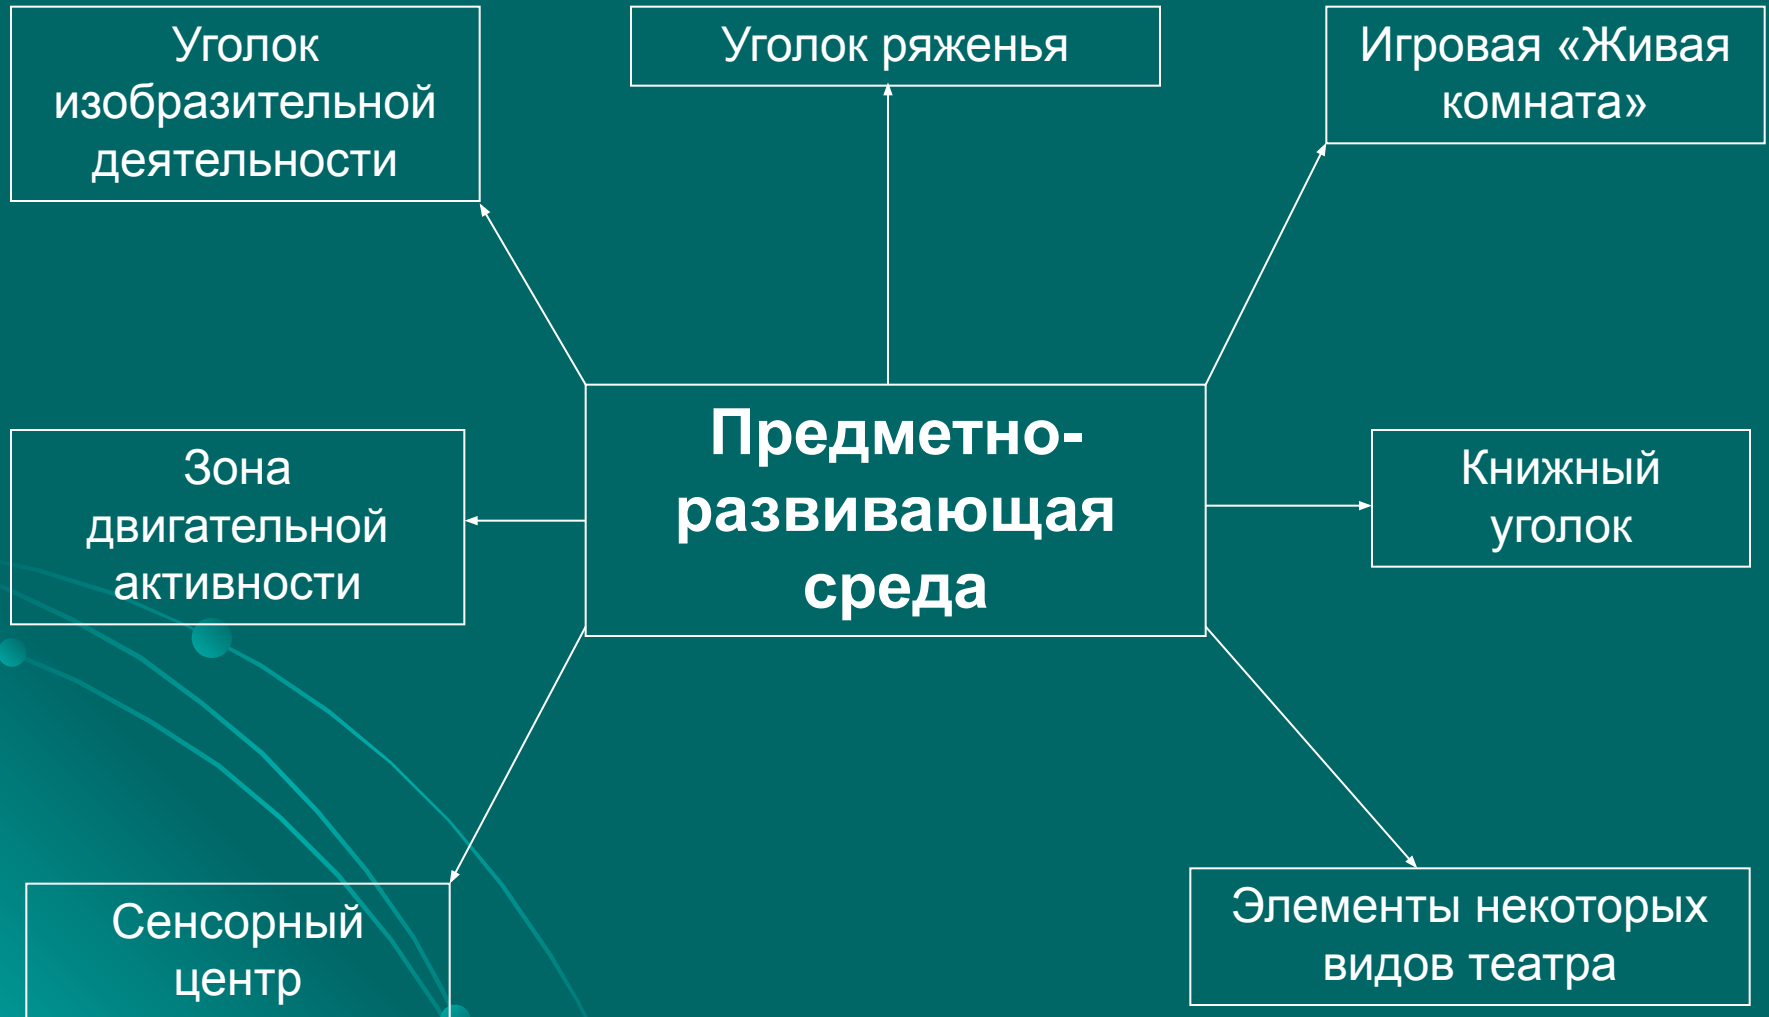 Уголок
изобразительной
деятельности
Уголок ряженья
Игровая «Живая
комната»
Зона
двигательной
активности
Предметно-
развивающая
среда
Книжный
уголок
Сенсорный
центр
Элементы некоторых
видов театра